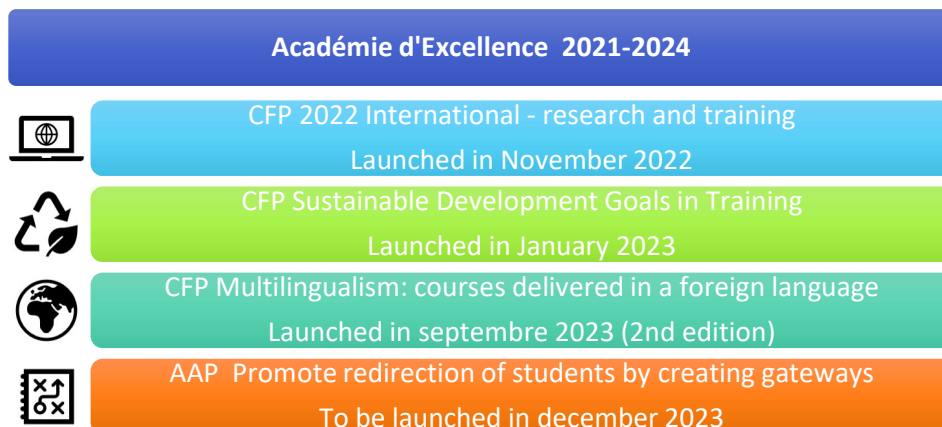 Académie d'Excellence 2021-2024
CFP 2022 International - research and training
Launched in November 2022
CFP Sustainable Development Goals in Training
Launched in January 2023
CFP Multilingualism: courses delivered in a foreign language
Launched in septembre 2023 (2nd edition)
AAP Promote redirection of students by creating gateways
To be launched in december 2023